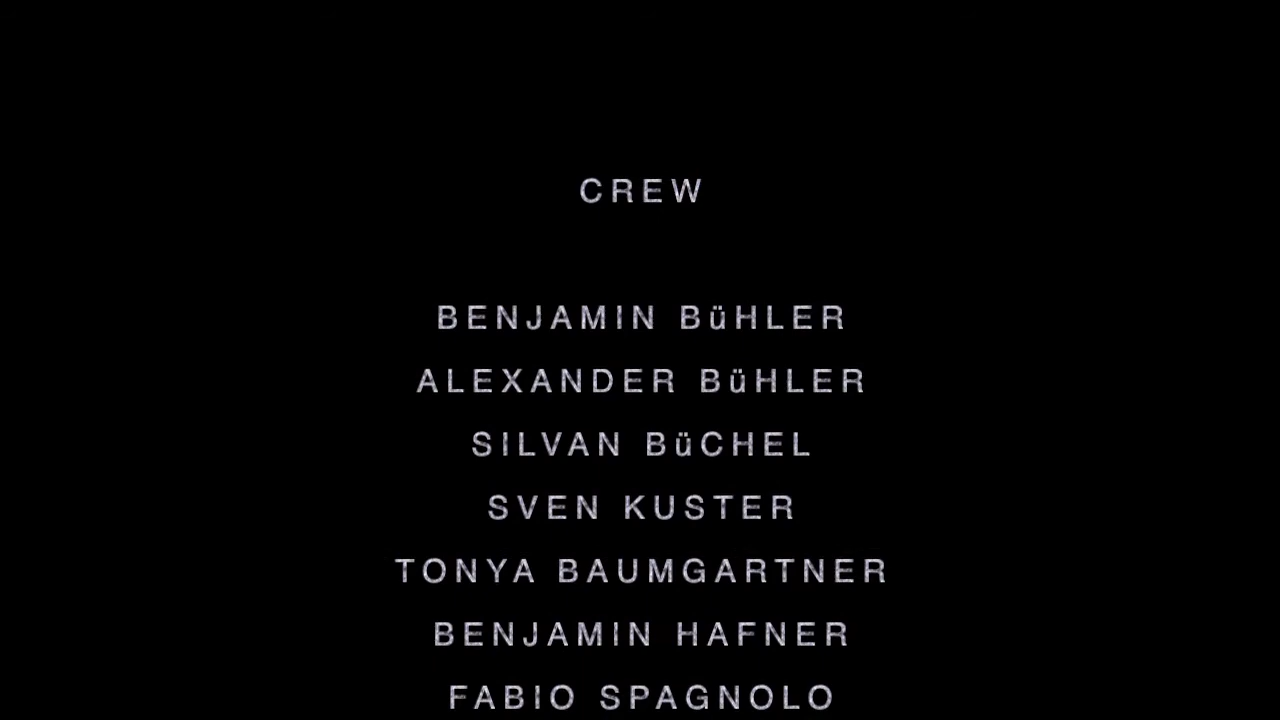 CREW
BENJAMIN BüHLER
ALEXANDER BüHLER
SILVAN BüCHEL
SVEN KUSTER
TONYA BAUMGARTNER
BENJAMIN HAFNER
FABIO SPAGNOLO